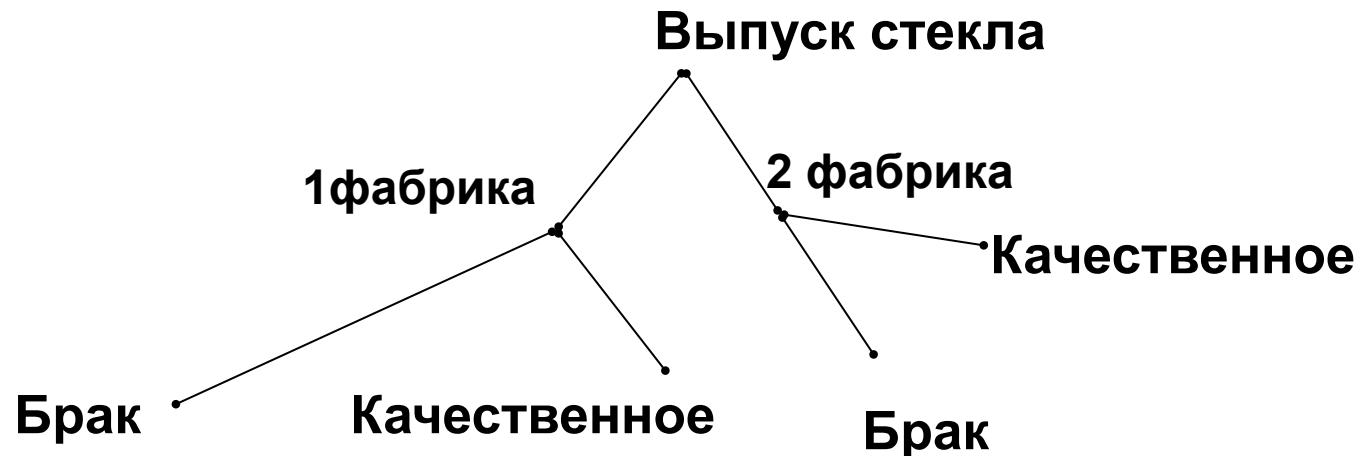 Выпуск стекла
1фабрика
2 фабрика
Качественное
Брак
Качественное
Брак